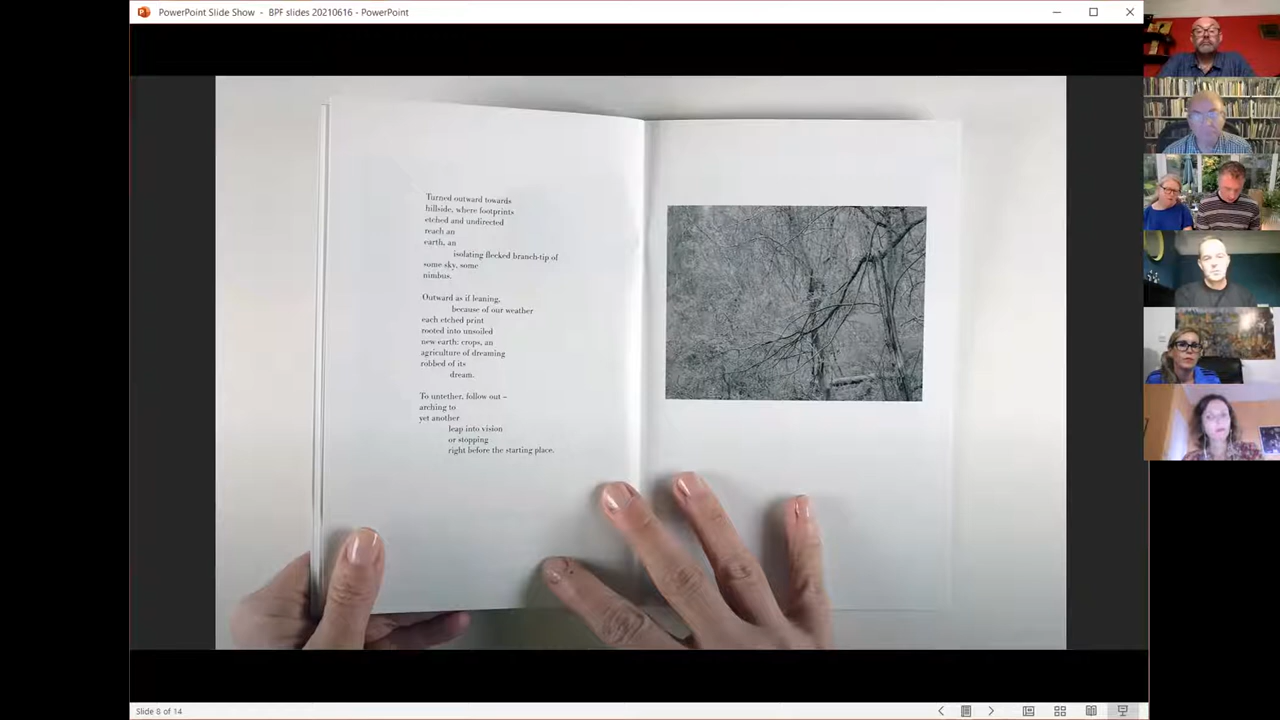 PowerPoint Slide Show - BPF slides 20210616 - PowerPoint
Turned outward towards
hillside, where footprints
etched and undirected
reach an
earth, an
isolating flecked branch-tip of
some sky, some
nimbus.
Outward as if leaning,
because of our weather
each etched print
rooted into unsoiled
new earth: crops, an
agriculture of dreaming
robbed of its
dream.
To untether, follow out –
arching to
yet another
leap into vision
or stopping
right before the starting place.
Slide 8 of 14